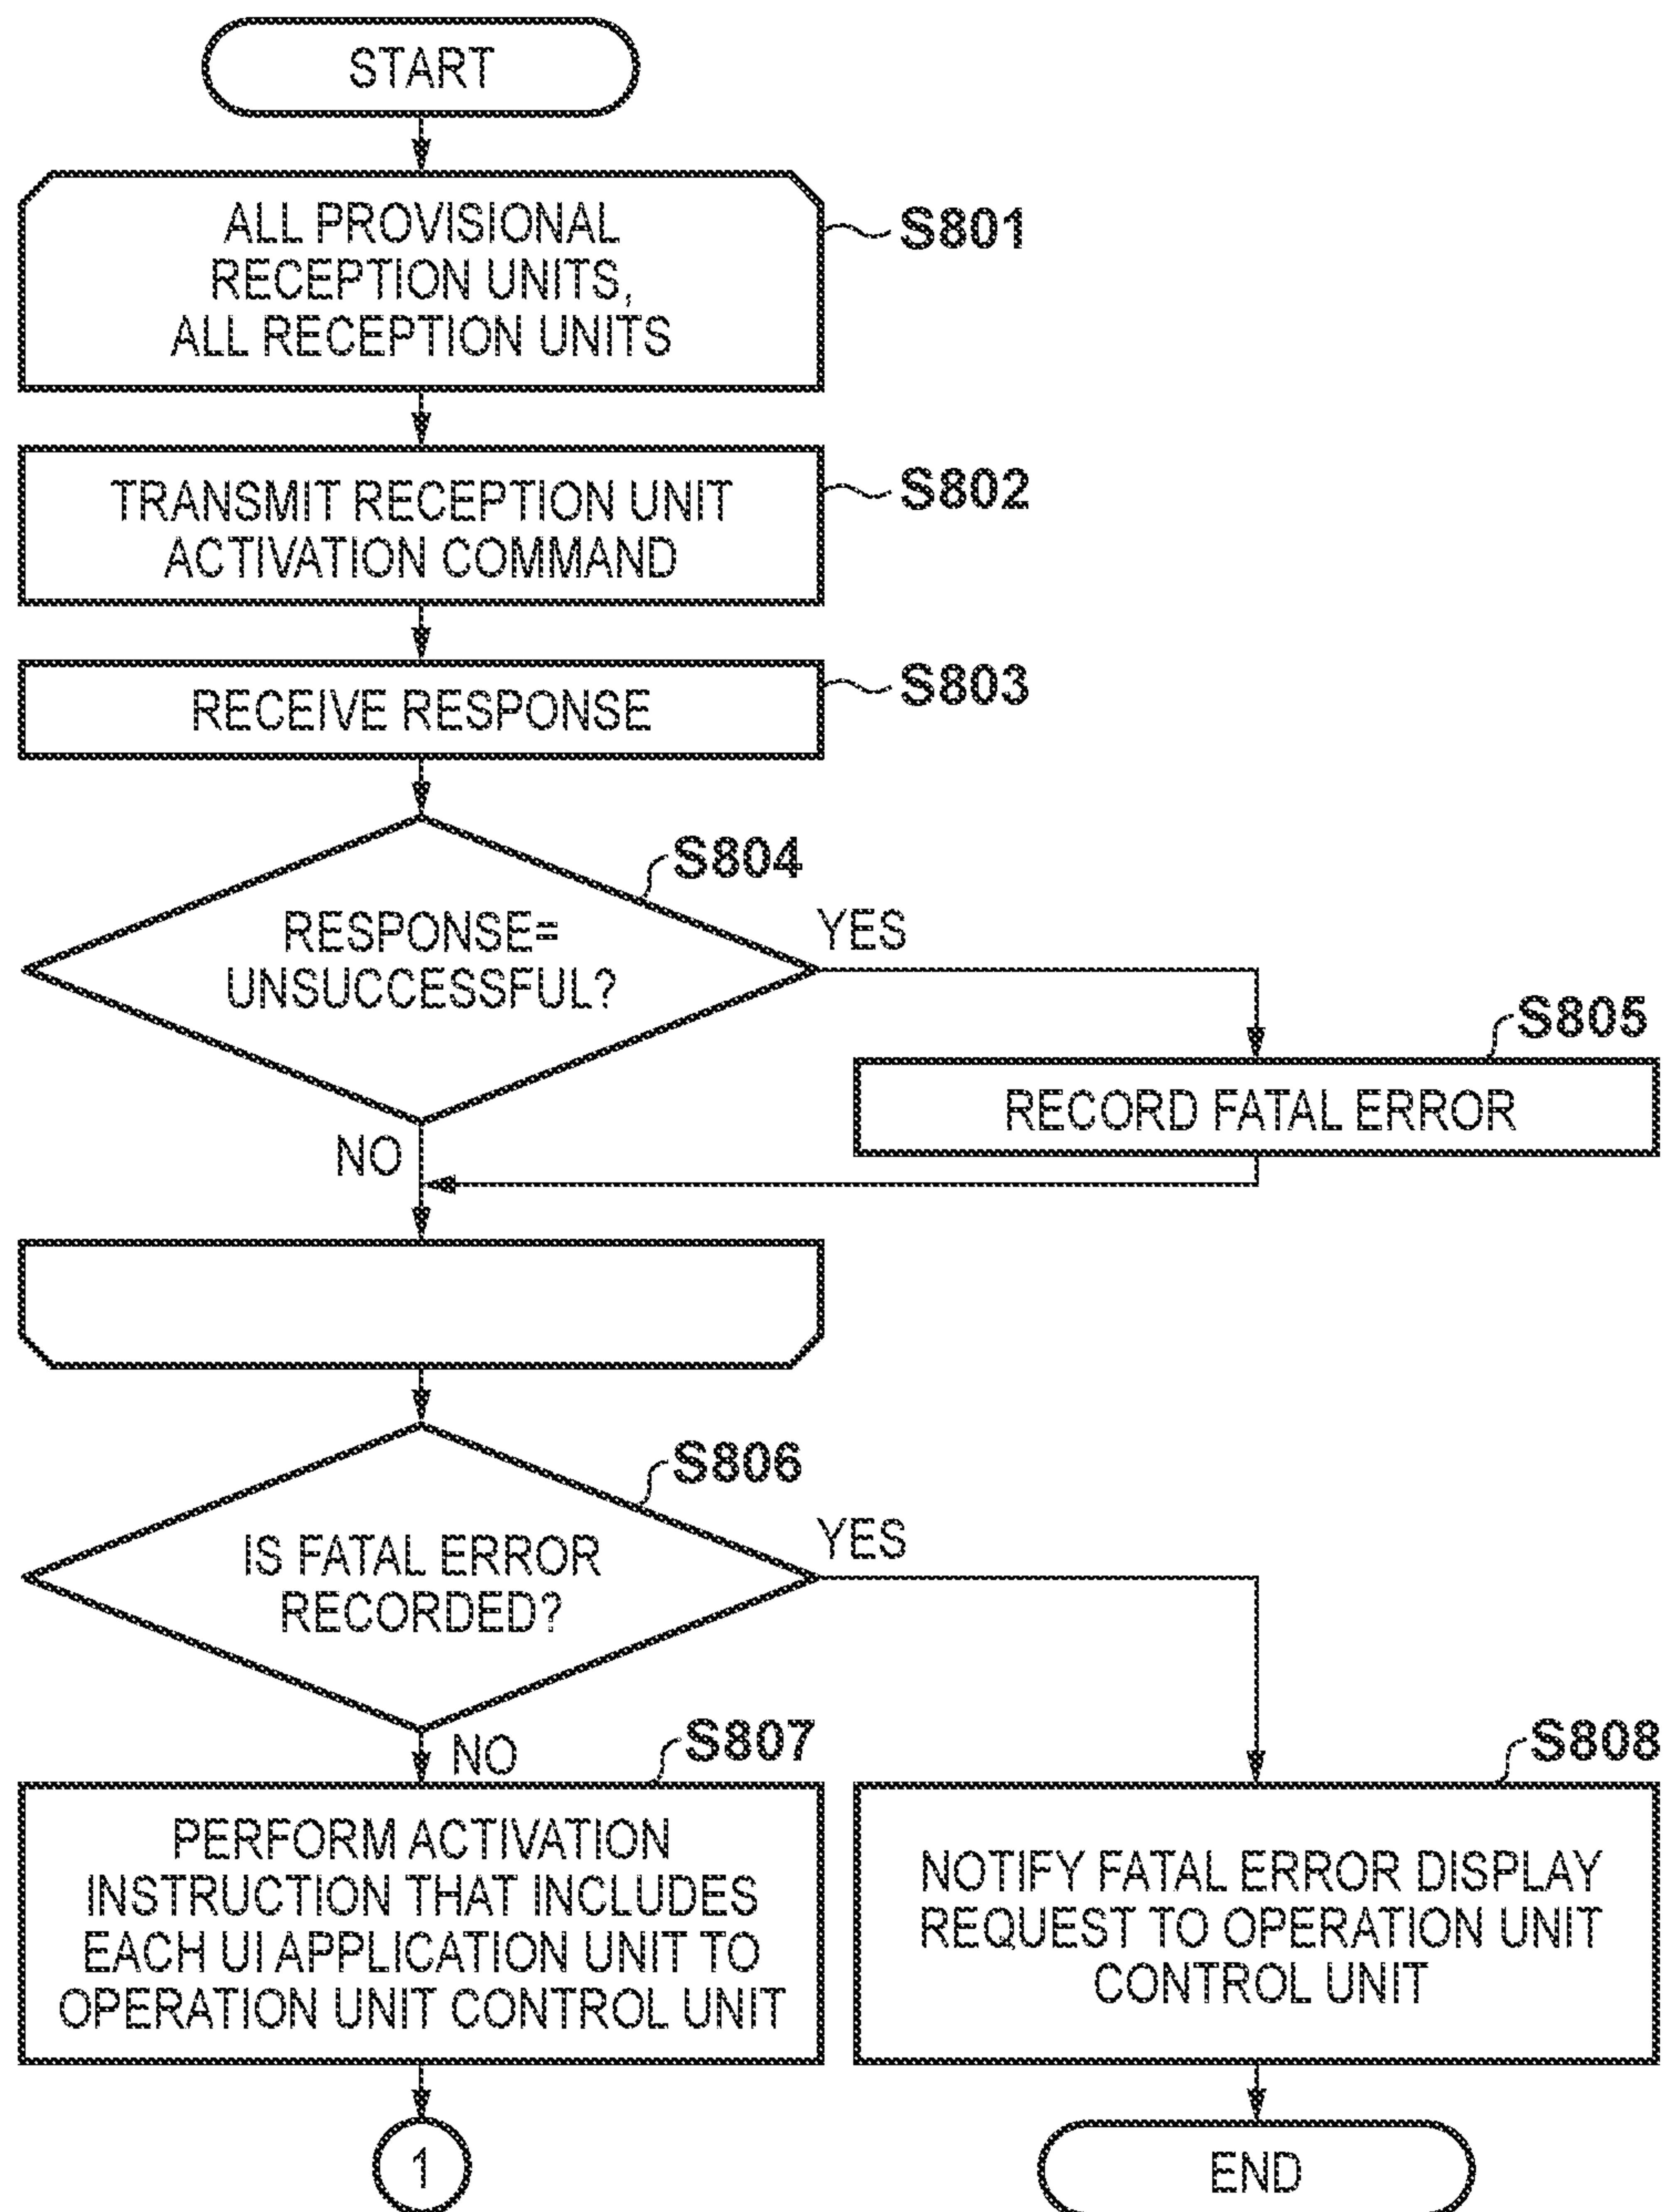 START
ALL PROVISIONAL
RECEPTION UNITS,
ALL RECEPTION UNITS
S801
TRANSMIT RECEPTION UNIT
ACTIVATION COMMAND
S802
RECEIVE RESPONSE
S803
S804
RESPONSE=
UNSUCCESSFUL?
YES
S805
RECORD FATAL ERROR
NO
S806
IS FATAL ERROR
RECORDED?
YES
NO
S807
PERFORM ACTIVATION
INSTRUCTION THAT INCLUDES
EACH UI APPLICATION UNIT TO
OPERATION UNIT CONTROL UNIT
S808
NOTIFY FATAL ERROR DISPLAY
REQUEST TO OPERATION UNIT
CONTROL UNIT
1
END